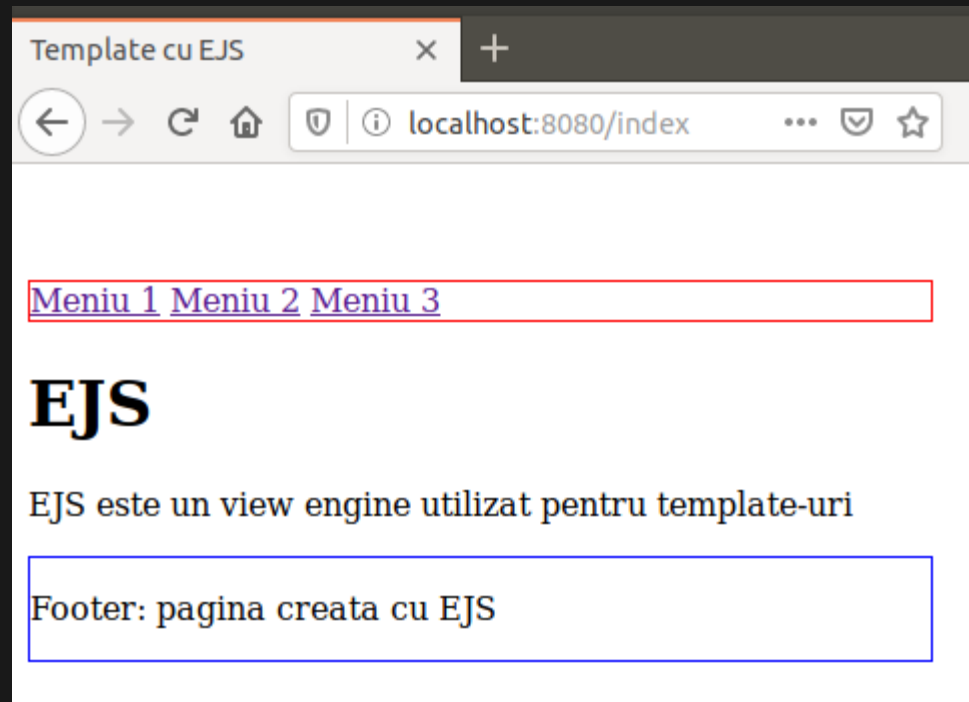 Template cu EJS
localhost:8080/index
Meniu 1 Meniu 2 Meniu 3
EJS
EJS este un view engine utilizat pentru template-uri
Footer: pagina creata cu EJS